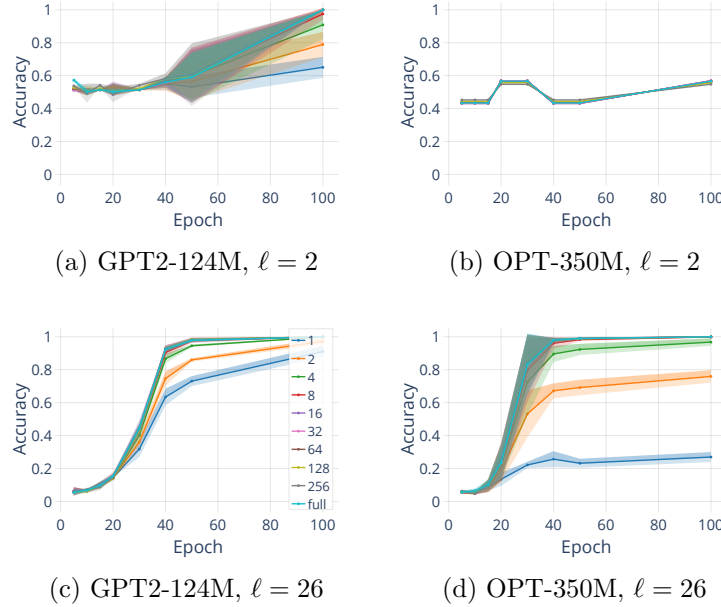 1
0.8
0.6
0.4
0.2
0
Accuracy
0 20 40 60 80 100
Epoch
(a) GPT2-124M, ℓ = 2
1
0.8
0.6
0.4
0.2
0
Accuracy
0 20 40 60 80 100
Epoch
(b) OPT-350M, ℓ = 2
1
0.8
0.6
0.4
0.2
0
Accuracy
0 20 40 60 80 100
Epoch
1
2
4
8
16
32
64
128
256
full
(c) GPT2-124M, ℓ = 26
1
0.8
0.6
0.4
0.2
0
Accuracy
0 20 40 60 80 100
Epoch
(d) OPT-350M, ℓ = 26